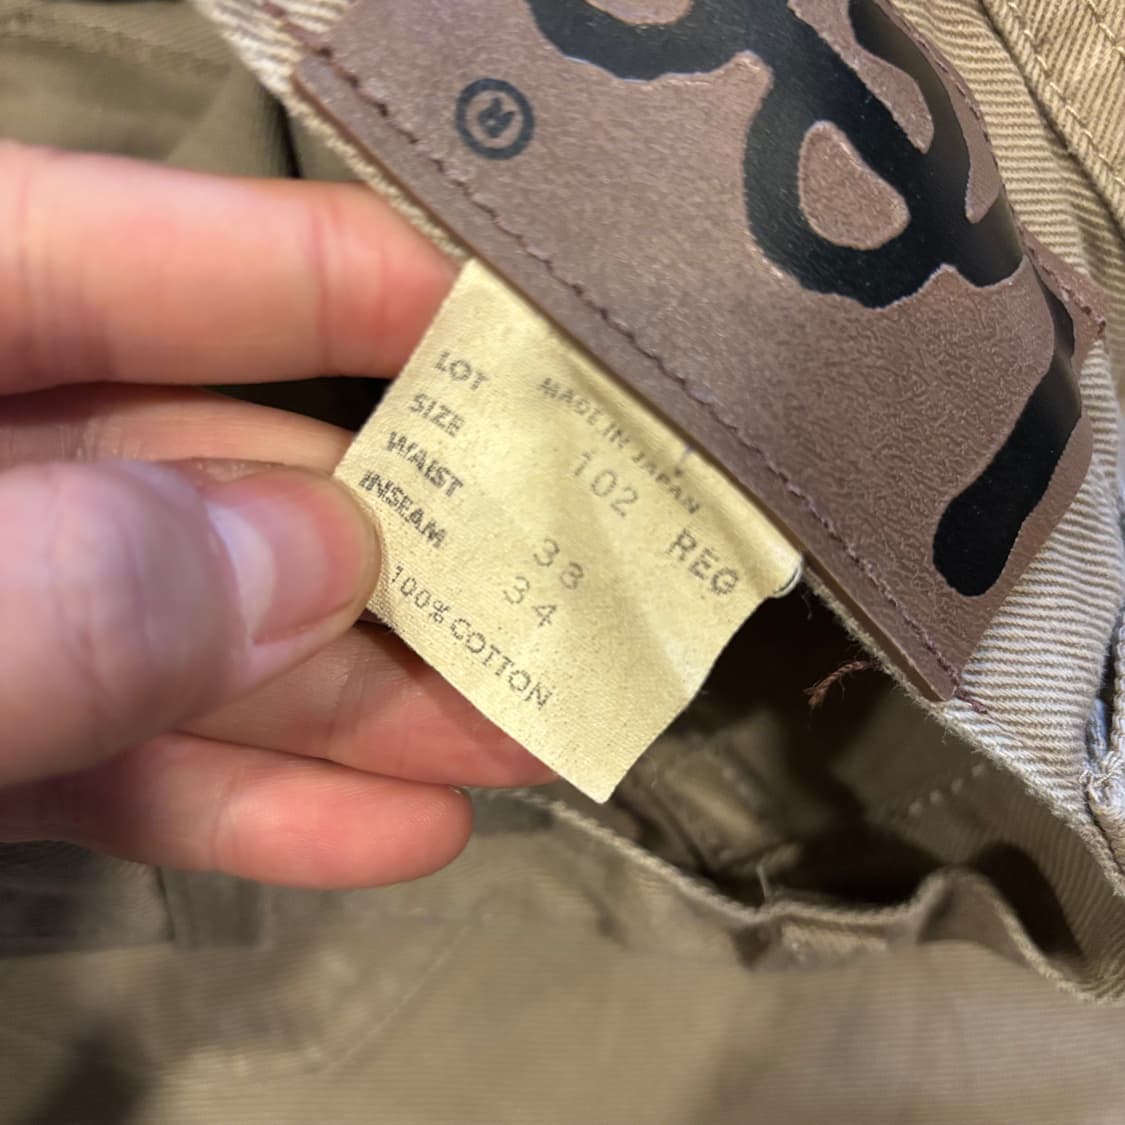 ®
MADE IN JAPAN
LOT 102 REG
SIZE
WAIST 33
INSEAM 34
100% COTTON